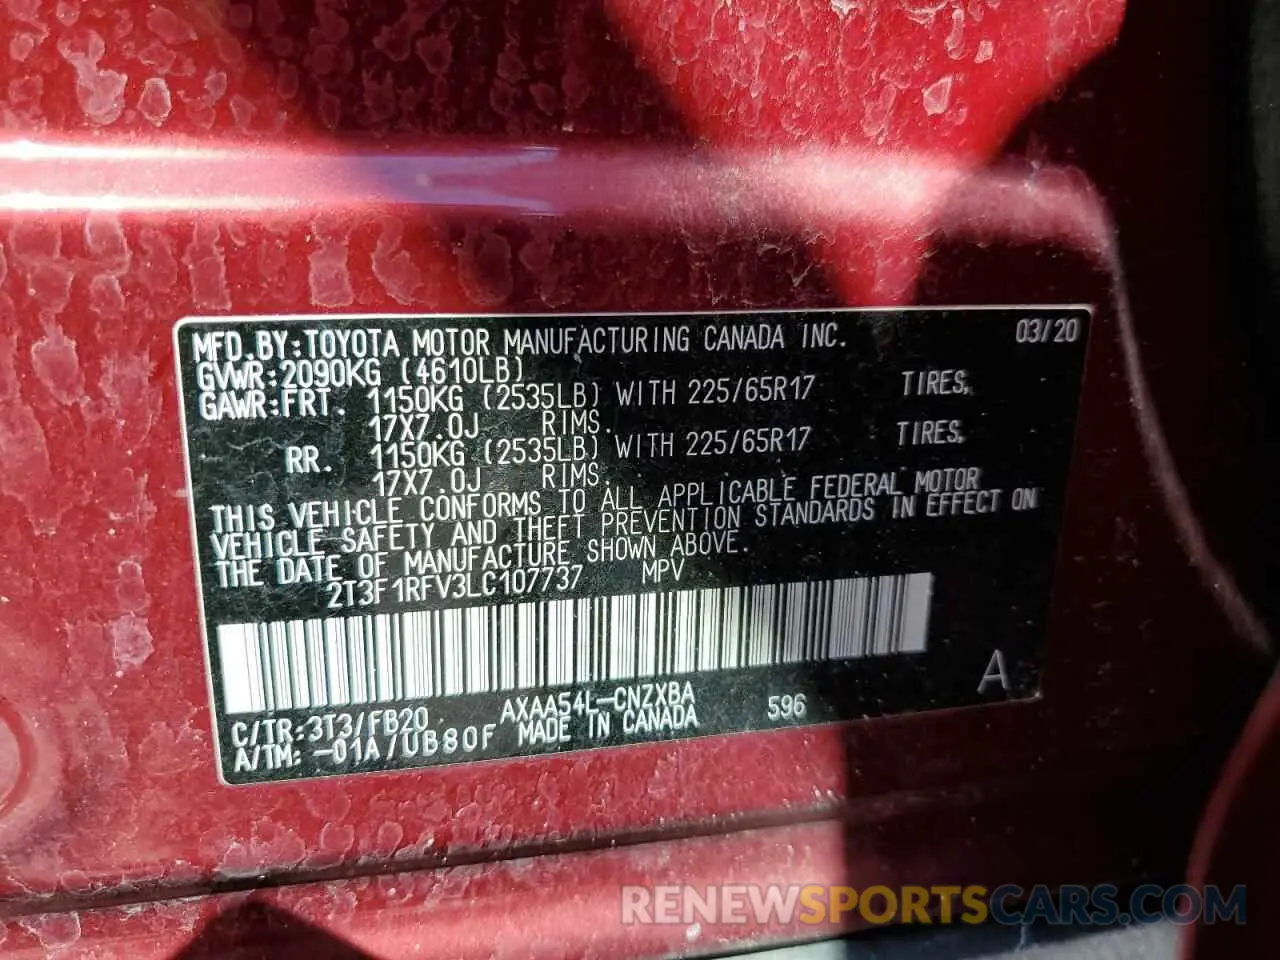 MFD.BY:TOYOTA MOTOR MANUFACTURING CANADA INC. 03/20
GVWR:2090KG (4610LB)
GAWR:FRT. 1150KG (2535LB) WITH 225/65R17 TIRES,
17X7.0J RIMS.
RR. 1150KG (2535LB) WITH 225/65R17 TIRES,
17X7.0J RIMS.
THIS VEHICLE CONFORMS TO ALL APPLICABLE FEDERAL MOTOR
VEHICLE SAFETY AND THEFT PREVENTION STANDARDS IN EFFECT ON
THE DATE OF MANUFACTURE SHOWN ABOVE.
2T3F1RFV3LC107737 MPV
A
C/TR:3T3/FB20 AXAA54L-CNZXBA 596
A/TM:-01A/UB80F MADE IN CANADA
RENEWSPORTSCARS.COM